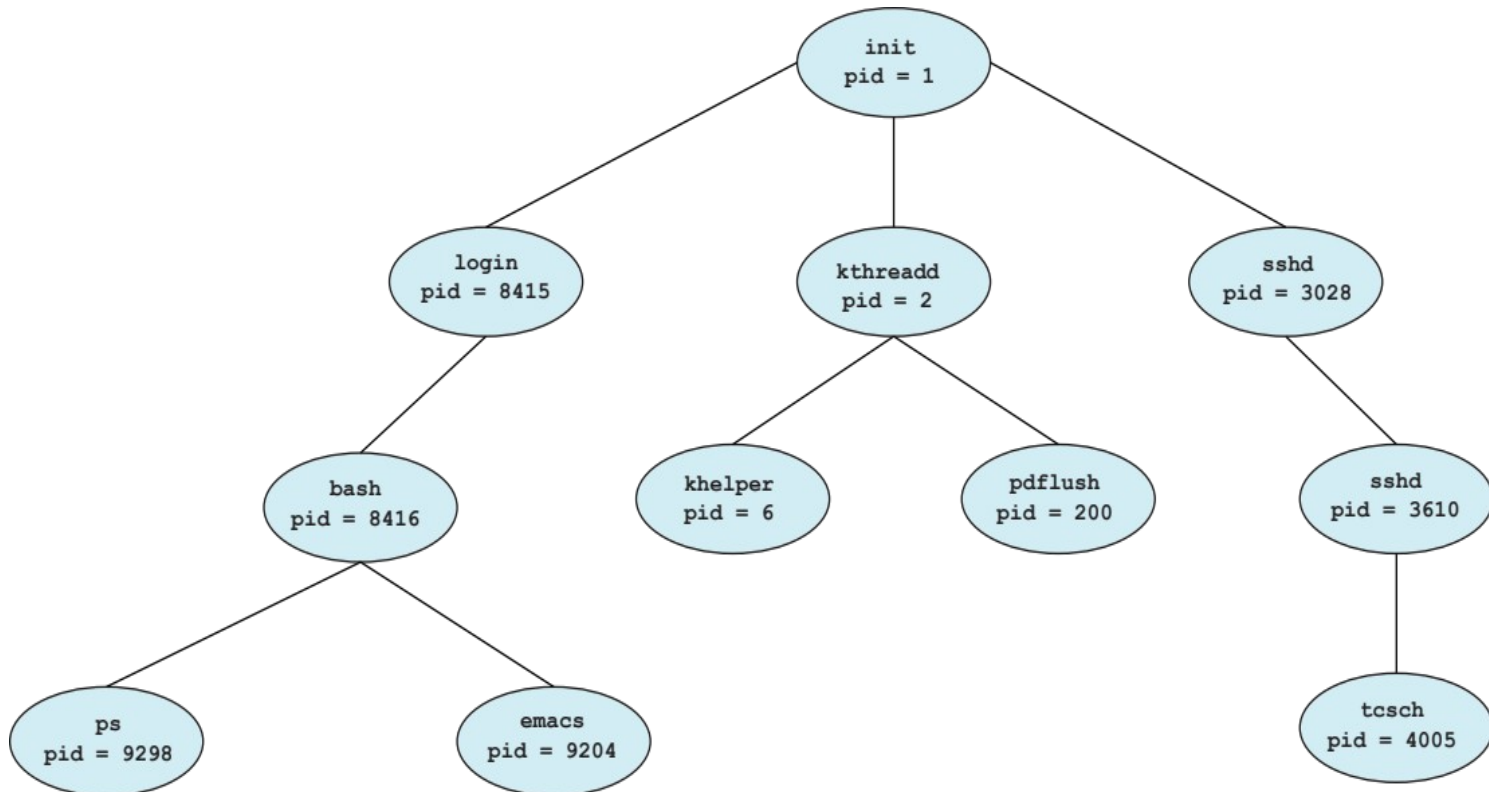 init
pid = 1
login
pid = 8415
kthreadd
pid = 2
sshd
pid = 3028
bash
pid = 8416
khelper
pid = 6
pdflush
pid = 200
sshd
pid = 3610
ps
pid = 9298
emacs
pid = 9204
tcsch
pid = 4005